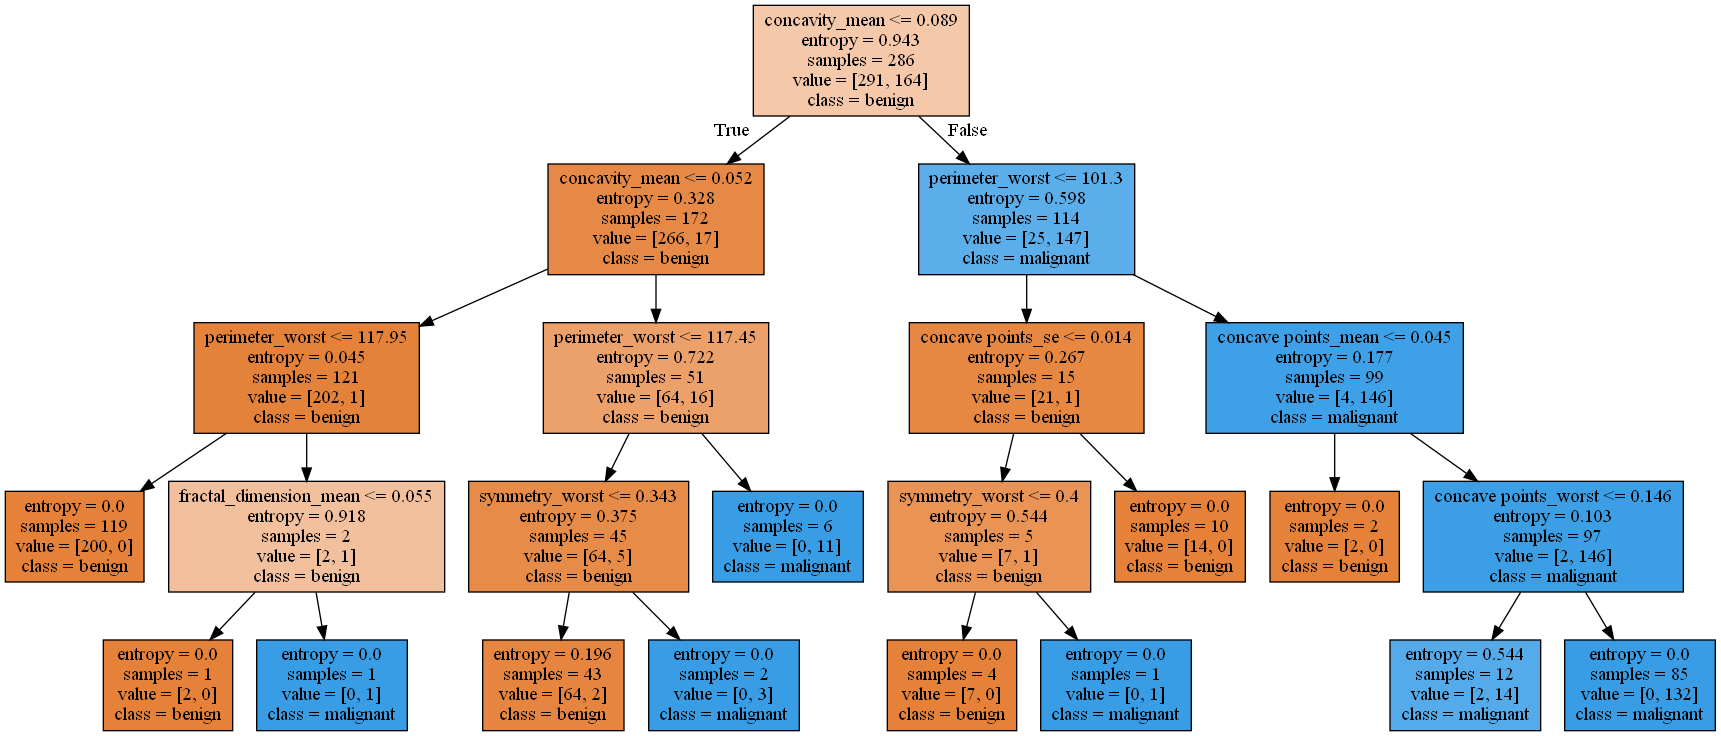 concavity_mean <= 0.089
entropy = 0.943
samples = 286
value = [291, 164]
class = benign
True
False
concavity_mean <= 0.052
entropy = 0.328
samples = 172
value = [266, 17]
class = benign
perimeter_worst <= 101.3
entropy = 0.598
samples = 114
value = [25, 147]
class = malignant
perimeter_worst <= 117.95
entropy = 0.045
samples = 121
value = [202, 1]
class = benign
perimeter_worst <= 117.45
entropy = 0.722
samples = 51
value = [64, 16]
class = benign
concave points_se <= 0.014
entropy = 0.267
samples = 15
value = [21, 1]
class = benign
concave points_mean <= 0.045
entropy = 0.177
samples = 99
value = [4, 146]
class = malignant
entropy = 0.0
samples = 119
value = [200, 0]
class = benign
fractal_dimension_mean <= 0.055
entropy = 0.918
samples = 2
value = [2, 1]
class = benign
symmetry_worst <= 0.343
entropy = 0.375
samples = 45
value = [64, 5]
class = benign
entropy = 0.0
samples = 6
value = [0, 11]
class = malignant
symmetry_worst <= 0.4
entropy = 0.544
samples = 5
value = [7, 1]
class = benign
entropy = 0.0
samples = 10
value = [14, 0]
class = benign
entropy = 0.0
samples = 2
value = [2, 0]
class = benign
concave points_worst <= 0.146
entropy = 0.103
samples = 97
value = [2, 146]
class = malignant
entropy = 0.0
samples = 1
value = [2, 0]
class = benign
entropy = 0.0
samples = 1
value = [0, 1]
class = malignant
entropy = 0.196
samples = 43
value = [64, 2]
class = benign
entropy = 0.0
samples = 2
value = [0, 3]
class = malignant
entropy = 0.0
samples = 4
value = [7, 0]
class = benign
entropy = 0.0
samples = 1
value = [0, 1]
class = malignant
entropy = 0.544
samples = 12
value = [2, 14]
class = malignant
entropy = 0.0
samples = 85
value = [0, 132]
class = malignant